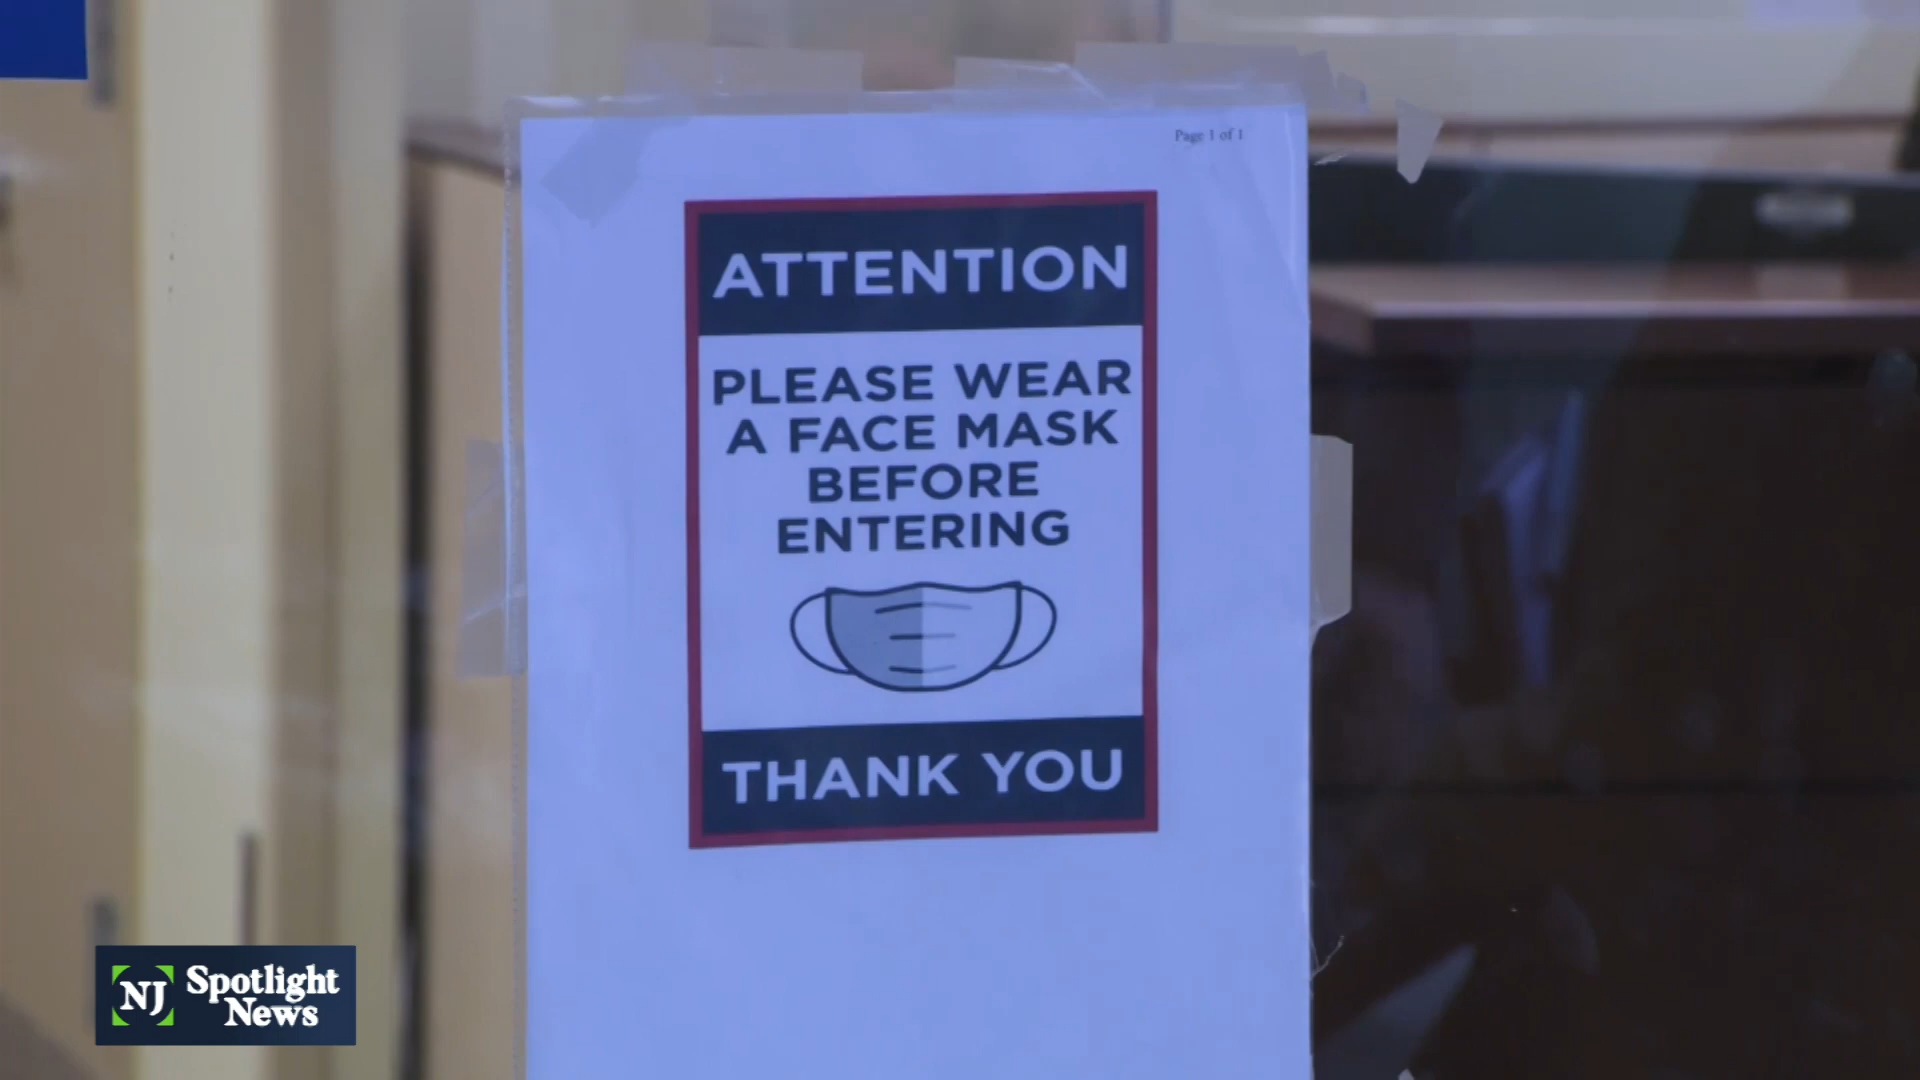 Page 1 of 1
ATTENTION
PLEASE WEAR
A FACE MASK
BEFORE
ENTERING
THANK YOU
NJ Spotlight
News